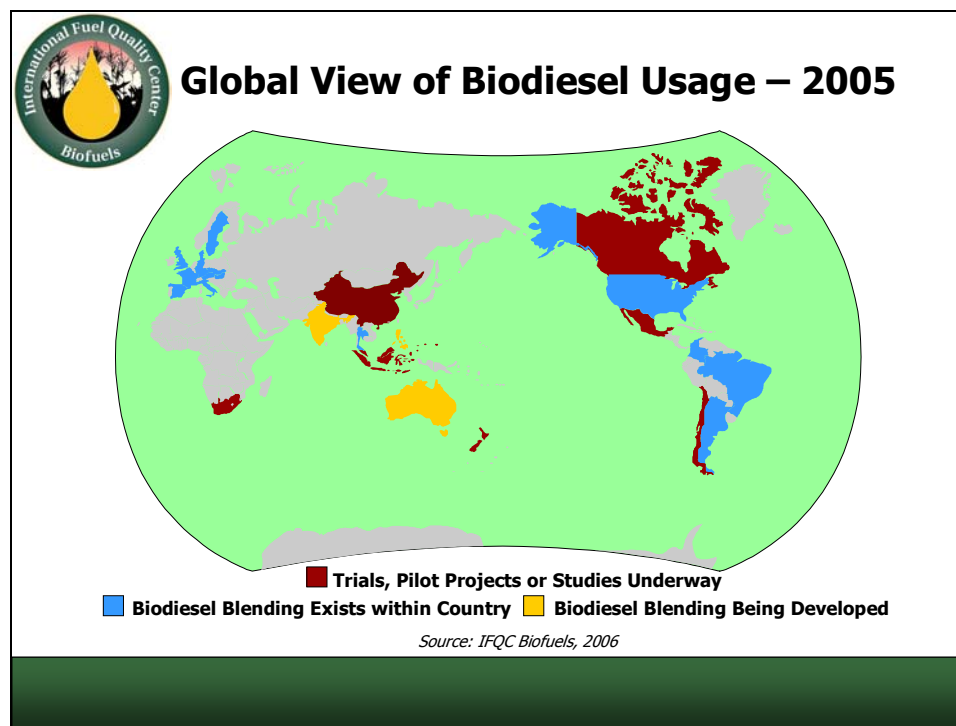 International Fuel Quality Center
Biofuels
Global View of Biodiesel Usage – 2005
Trials, Pilot Projects or Studies Underway
Biodiesel Blending Exists within Country
Biodiesel Blending Being Developed
Source: IFQC Biofuels, 2006